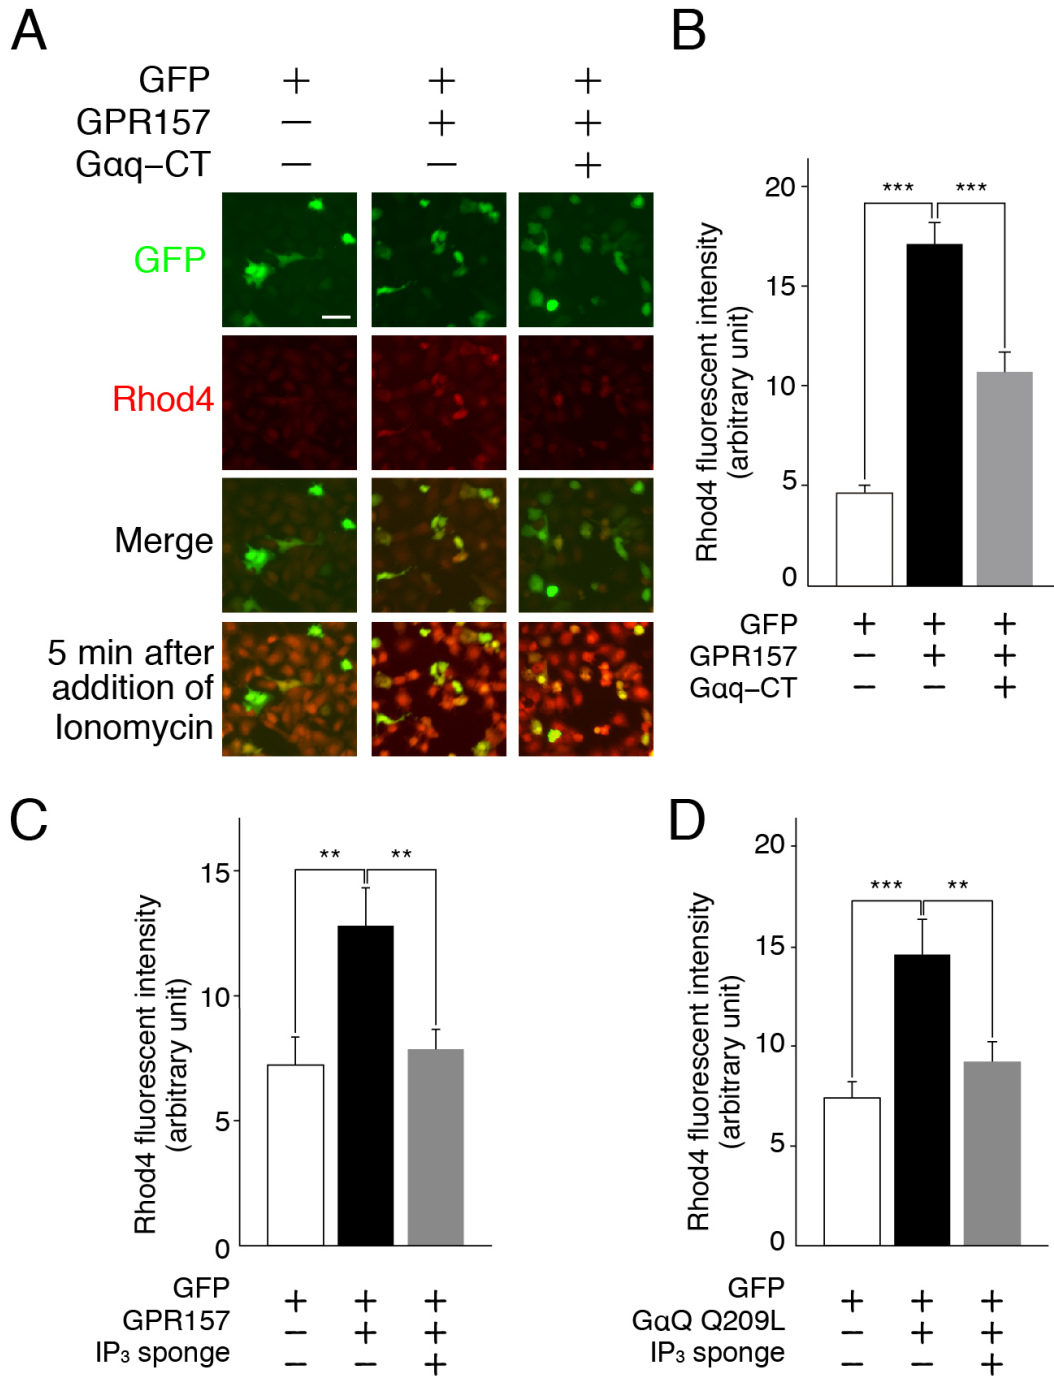 A
GFP + + +
GPR157 – + +
Gαq–CT – – +
GFP
Rhod4
Merge
5 min after
addition of
Ionomycin
B
Rhod4 fluorescent intensity
(arbitrary unit)
20
15
10
5
0
*** ***
GFP + + +
GPR157 – + +
Gαq–CT – – +
C
Rhod4 fluorescent intensity
(arbitrary unit)
15
10
5
0
** **
GFP + + +
GPR157 – + +
IP₃ sponge – – +
D
Rhod4 fluorescent intensity
(arbitrary unit)
20
15
10
5
0
*** **
GFP + + +
GαQ Q209L – + +
IP₃ sponge – – +